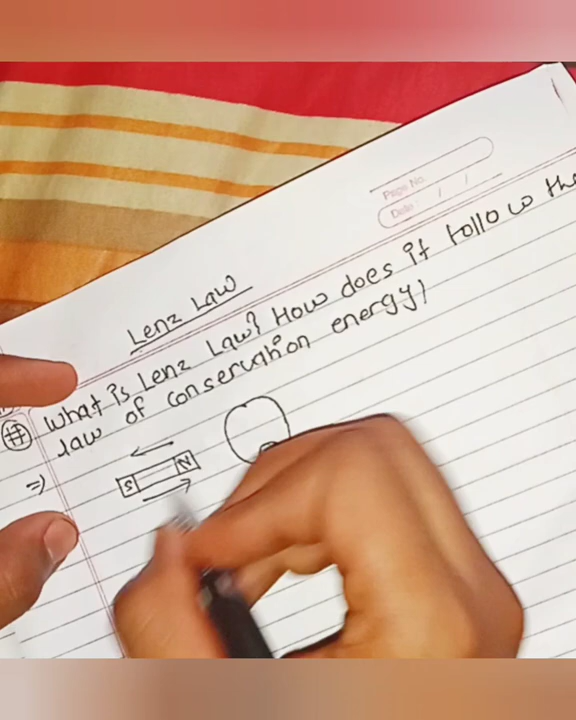 Page No.
Date / /
Lenz Law
# What is Lenz Law? How does it follow the
law of conservation energy)
⇒
S N